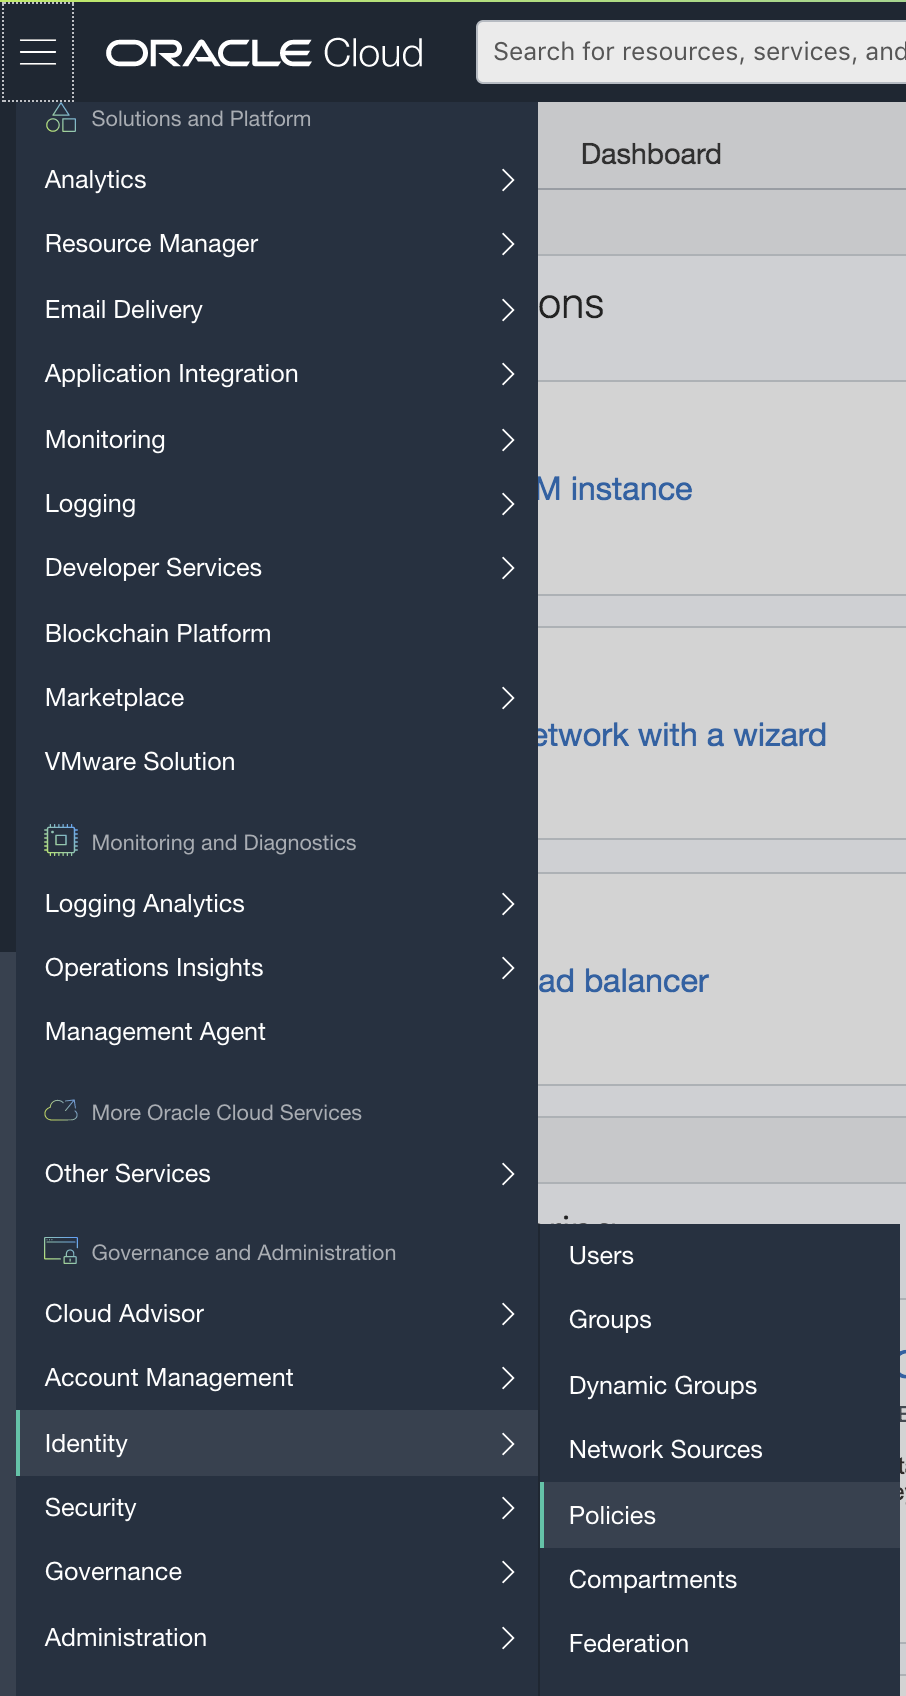 ORACLE Cloud
Search for resources, services, and
Solutions and Platform
Analytics
Resource Manager
Email Delivery
Application Integration
Monitoring
Logging
Developer Services
Blockchain Platform
Marketplace
VMware Solution
Monitoring and Diagnostics
Logging Analytics
Operations Insights
Management Agent
More Oracle Cloud Services
Other Services
Governance and Administration
Cloud Advisor
Account Management
Identity
Security
Governance
Administration
Dashboard
ons
M instance
etwork with a wizard
ad balancer
Users
Groups
Dynamic Groups
Network Sources
Policies
Compartments
Federation